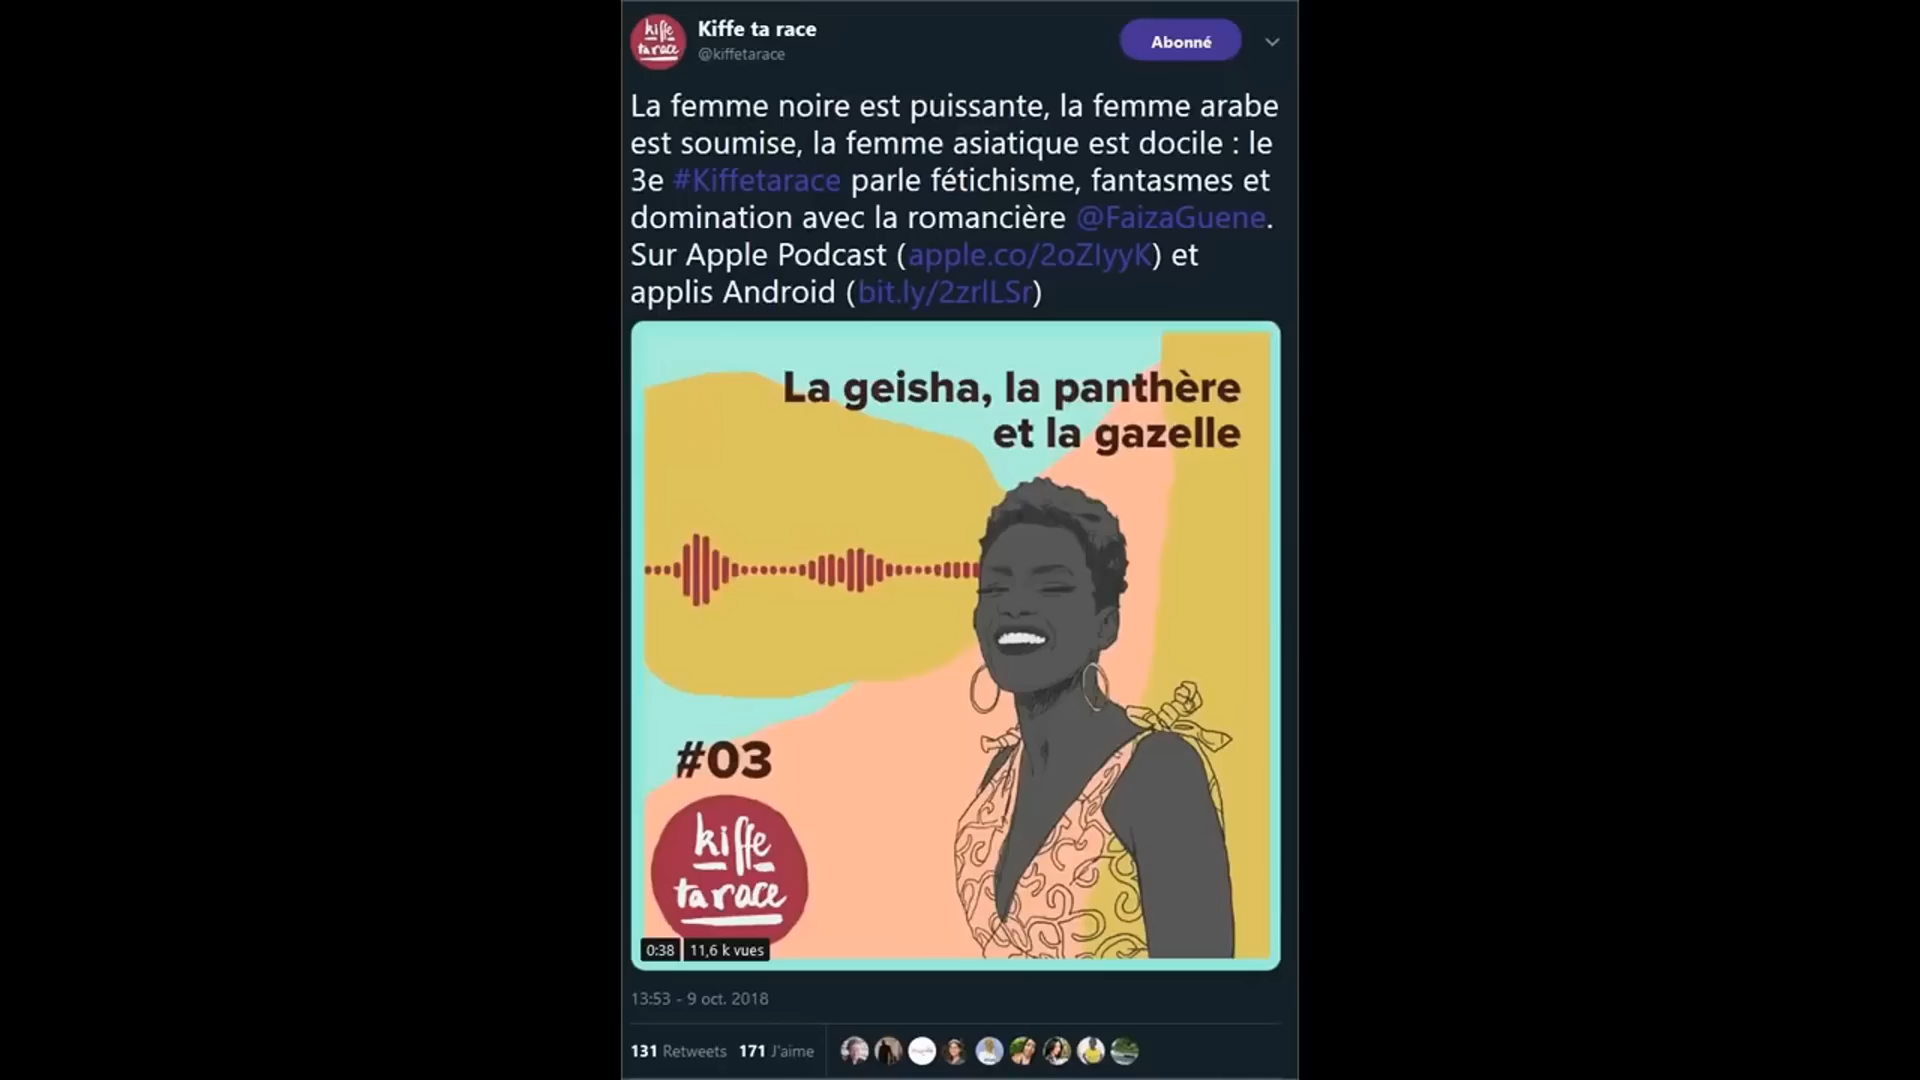 kiffe
ta race
Kiffe ta race
@kiffetarace
Abonné
La femme noire est puissante, la femme arabe
est soumise, la femme asiatique est docile : le
3e #Kiffetarace parle fétichisme, fantasmes et
domination avec la romancière @FaizaGuene.
Sur Apple Podcast (apple.co/2oZIyyK) et
applis Android (bit.ly/2zrlLSr)
La geisha, la panthère
et la gazelle
#03
kiffe
ta race
0:38 11,6 k vues
13:53 - 9 oct. 2018
131 Retweets 171 J'aime